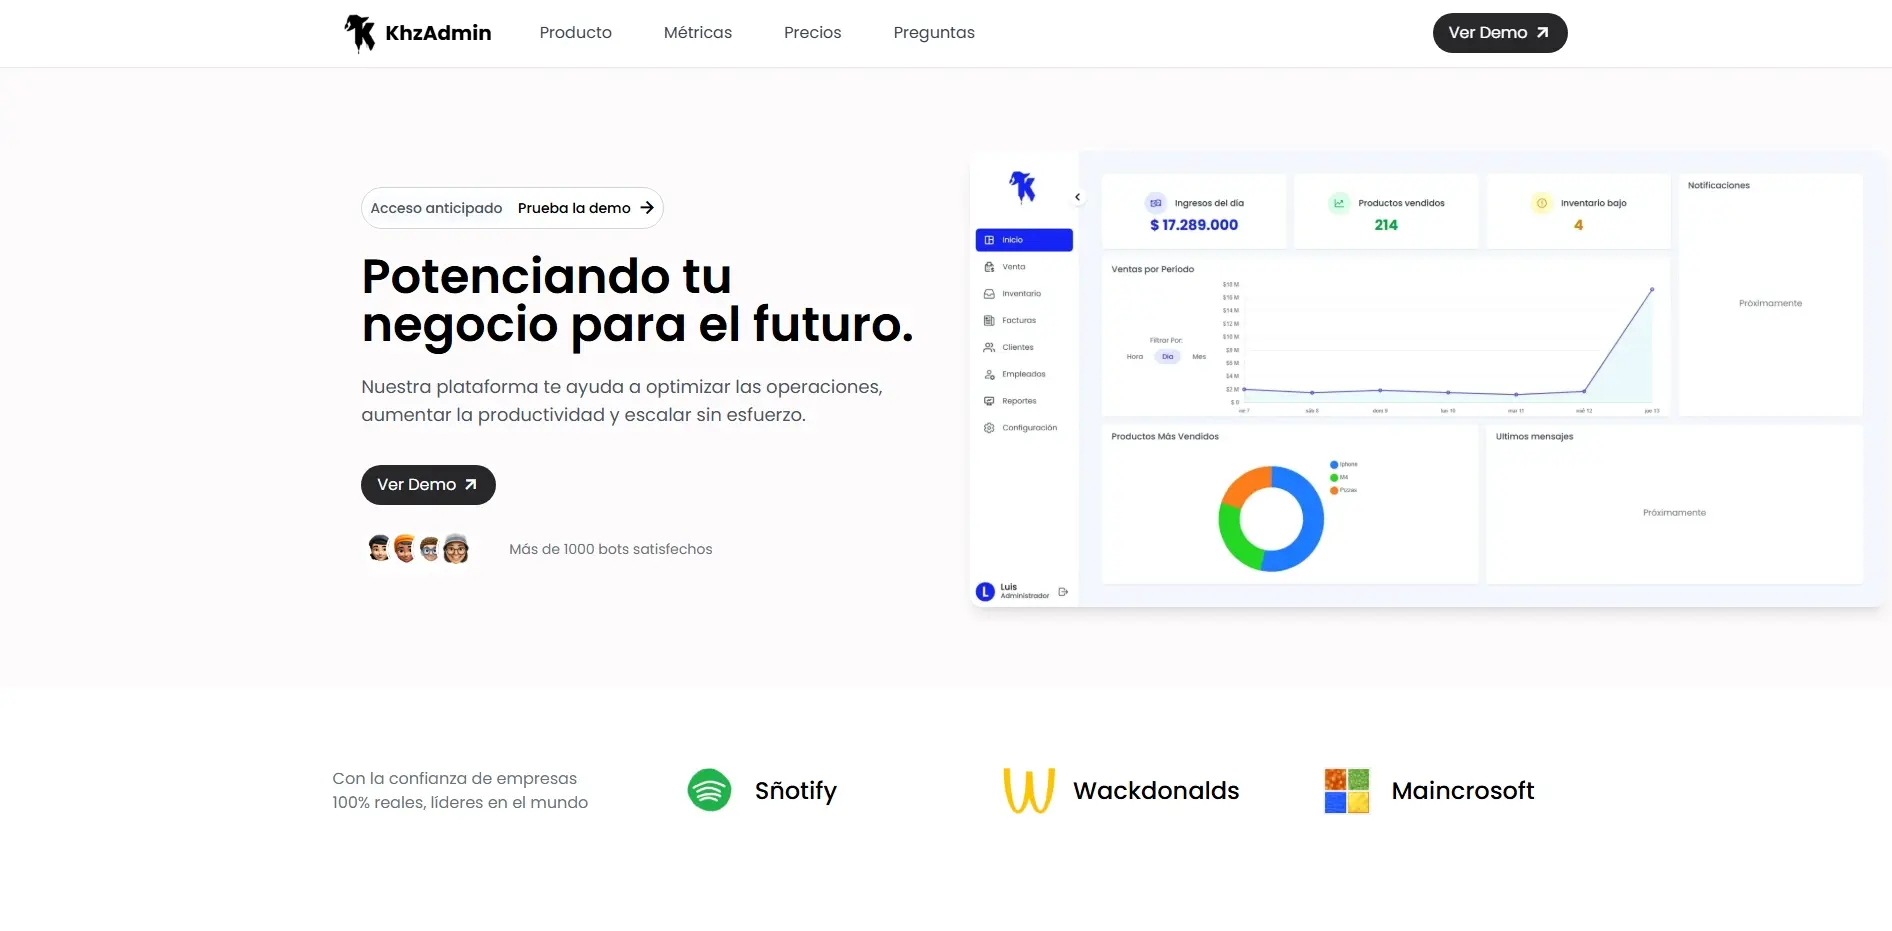 KhzAdmin
Producto
Métricas
Precios
Preguntas
Ver Demo
Acceso anticipado Prueba la demo
Potenciando tu
negocio para el futuro.
Nuestra plataforma te ayuda a optimizar las operaciones,
aumentar la productividad y escalar sin esfuerzo.
Ver Demo
Más de 1000 bots satisfechos
Inicio
Venta
Inventario
Facturas
Clientes
Empleados
Reportes
Configuración
L
Luis
Administrador
Ingresos del día
$ 17.289.000
Productos vendidos
214
Inventario bajo
4
Notificaciones
Próximamente
Ventas por Período
Filtrar Por:
Hora Día Mes
$18 M
$16 M
$14 M
$12 M
$10 M
$8 M
$6 M
$4 M
$2 M
$ 0
vie 7 sáb 8 dom 9 lun 10 mar 11 mié 12 jue 13
Productos Más Vendidos
Iphone
Pizzas
Ultimos mensajes
Próximamente
Con la confianza de empresas
100% reales, líderes en el mundo
Sñotify
Wackdonalds
Maincrosoft